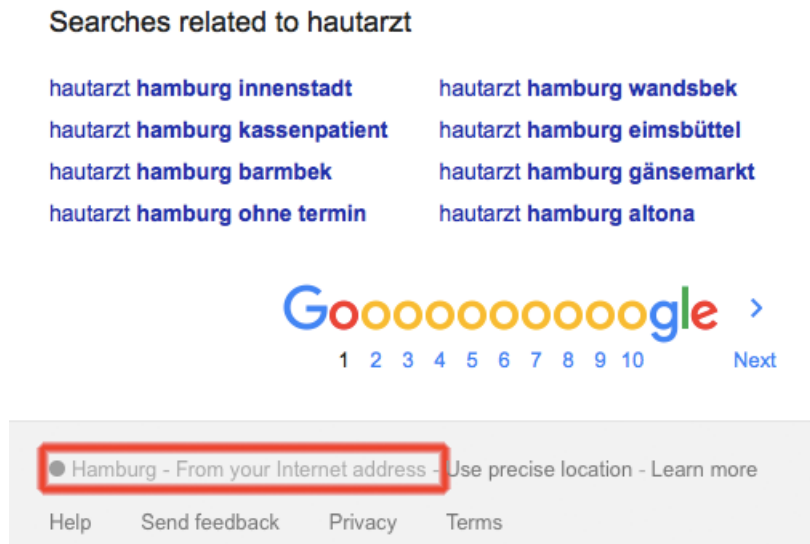 Searches related to hautarzt
hautarzt hamburg innenstadt
hautarzt hamburg wandsbek
hautarzt hamburg kassenpatient
hautarzt hamburg eimsbüttel
hautarzt hamburg barmbek
hautarzt hamburg gänsemarkt
hautarzt hamburg ohne termin
hautarzt hamburg altona
Goooooooooogle >
1 2 3 4 5 6 7 8 9 10 Next
Hamburg - From your Internet address - Use precise location - Learn more
Help Send feedback Privacy Terms